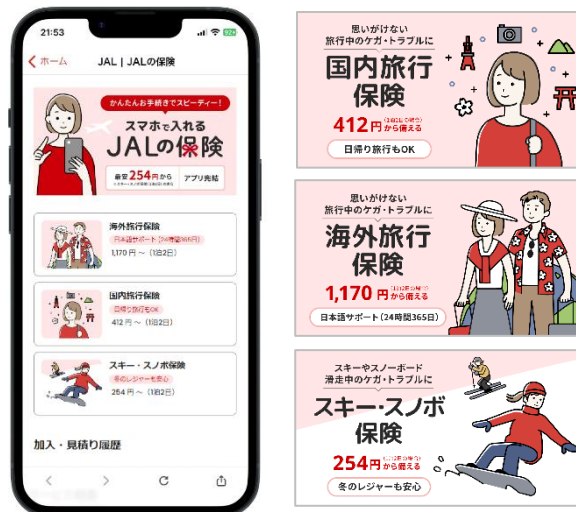 21:53
ホーム
JAL | JALの保険
かんたんお手続きでスピーディー！
スマホで入れる
JALの保険
最安254円から
アプリ完結
海外旅行保険
日本語サポート（24時間365日）
1,170 円 ～（1泊2日）
国内旅行保険
日帰り旅行もOK
412 円 ～（1泊2日）
スキー・スノボ保険
冬のレジャーも安心
254 円 ～（1泊2日）
加入・見積り履歴
思いがけない
旅行中のケガ・トラブルに
国内旅行
保険
412円から備える
日帰り旅行もOK
思いがけない
旅行中のケガ・トラブルに
海外旅行
保険
1,170円から備える
日本語サポート（24時間365日）
スキーやスノーボード
滑走中のケガ・トラブルに
スキー・スノボ
保険
254円から備える
冬のレジャーも安心